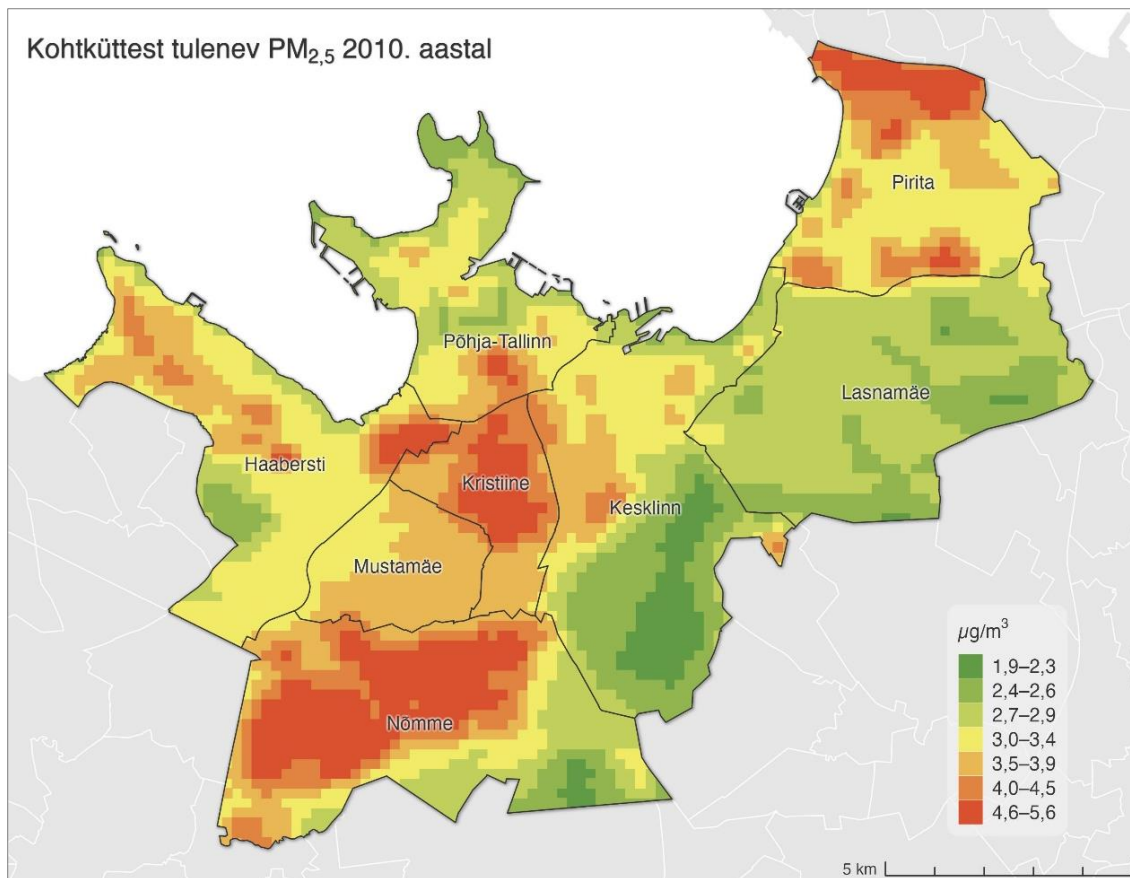 Kohtküttest tulenev PM2,5 2010. aastal
Pirita
Põhja-Tallinn
Lasnamäe
Haabersti
Kristiine
Kesklinn
Mustamäe
Nõmme
µg/m³
1,9–2,3
2,4–2,6
2,7–2,9
3,0–3,4
3,5–3,9
4,0–4,5
4,6–5,6
5 km